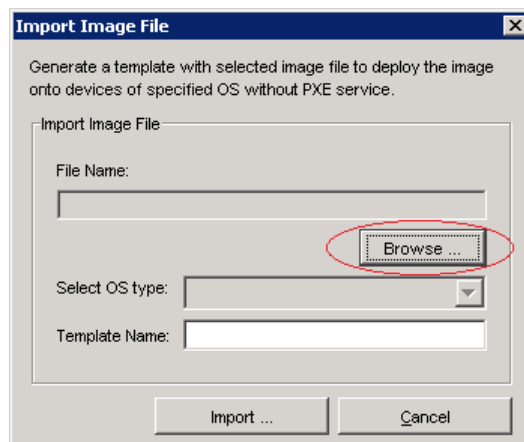 Import Image File
Generate a template with selected image file to deploy the image
onto devices of specified OS without PXE service.
Import Image File
File Name:
Browse ...
Select OS type:
Template Name:
Import ...
Cancel